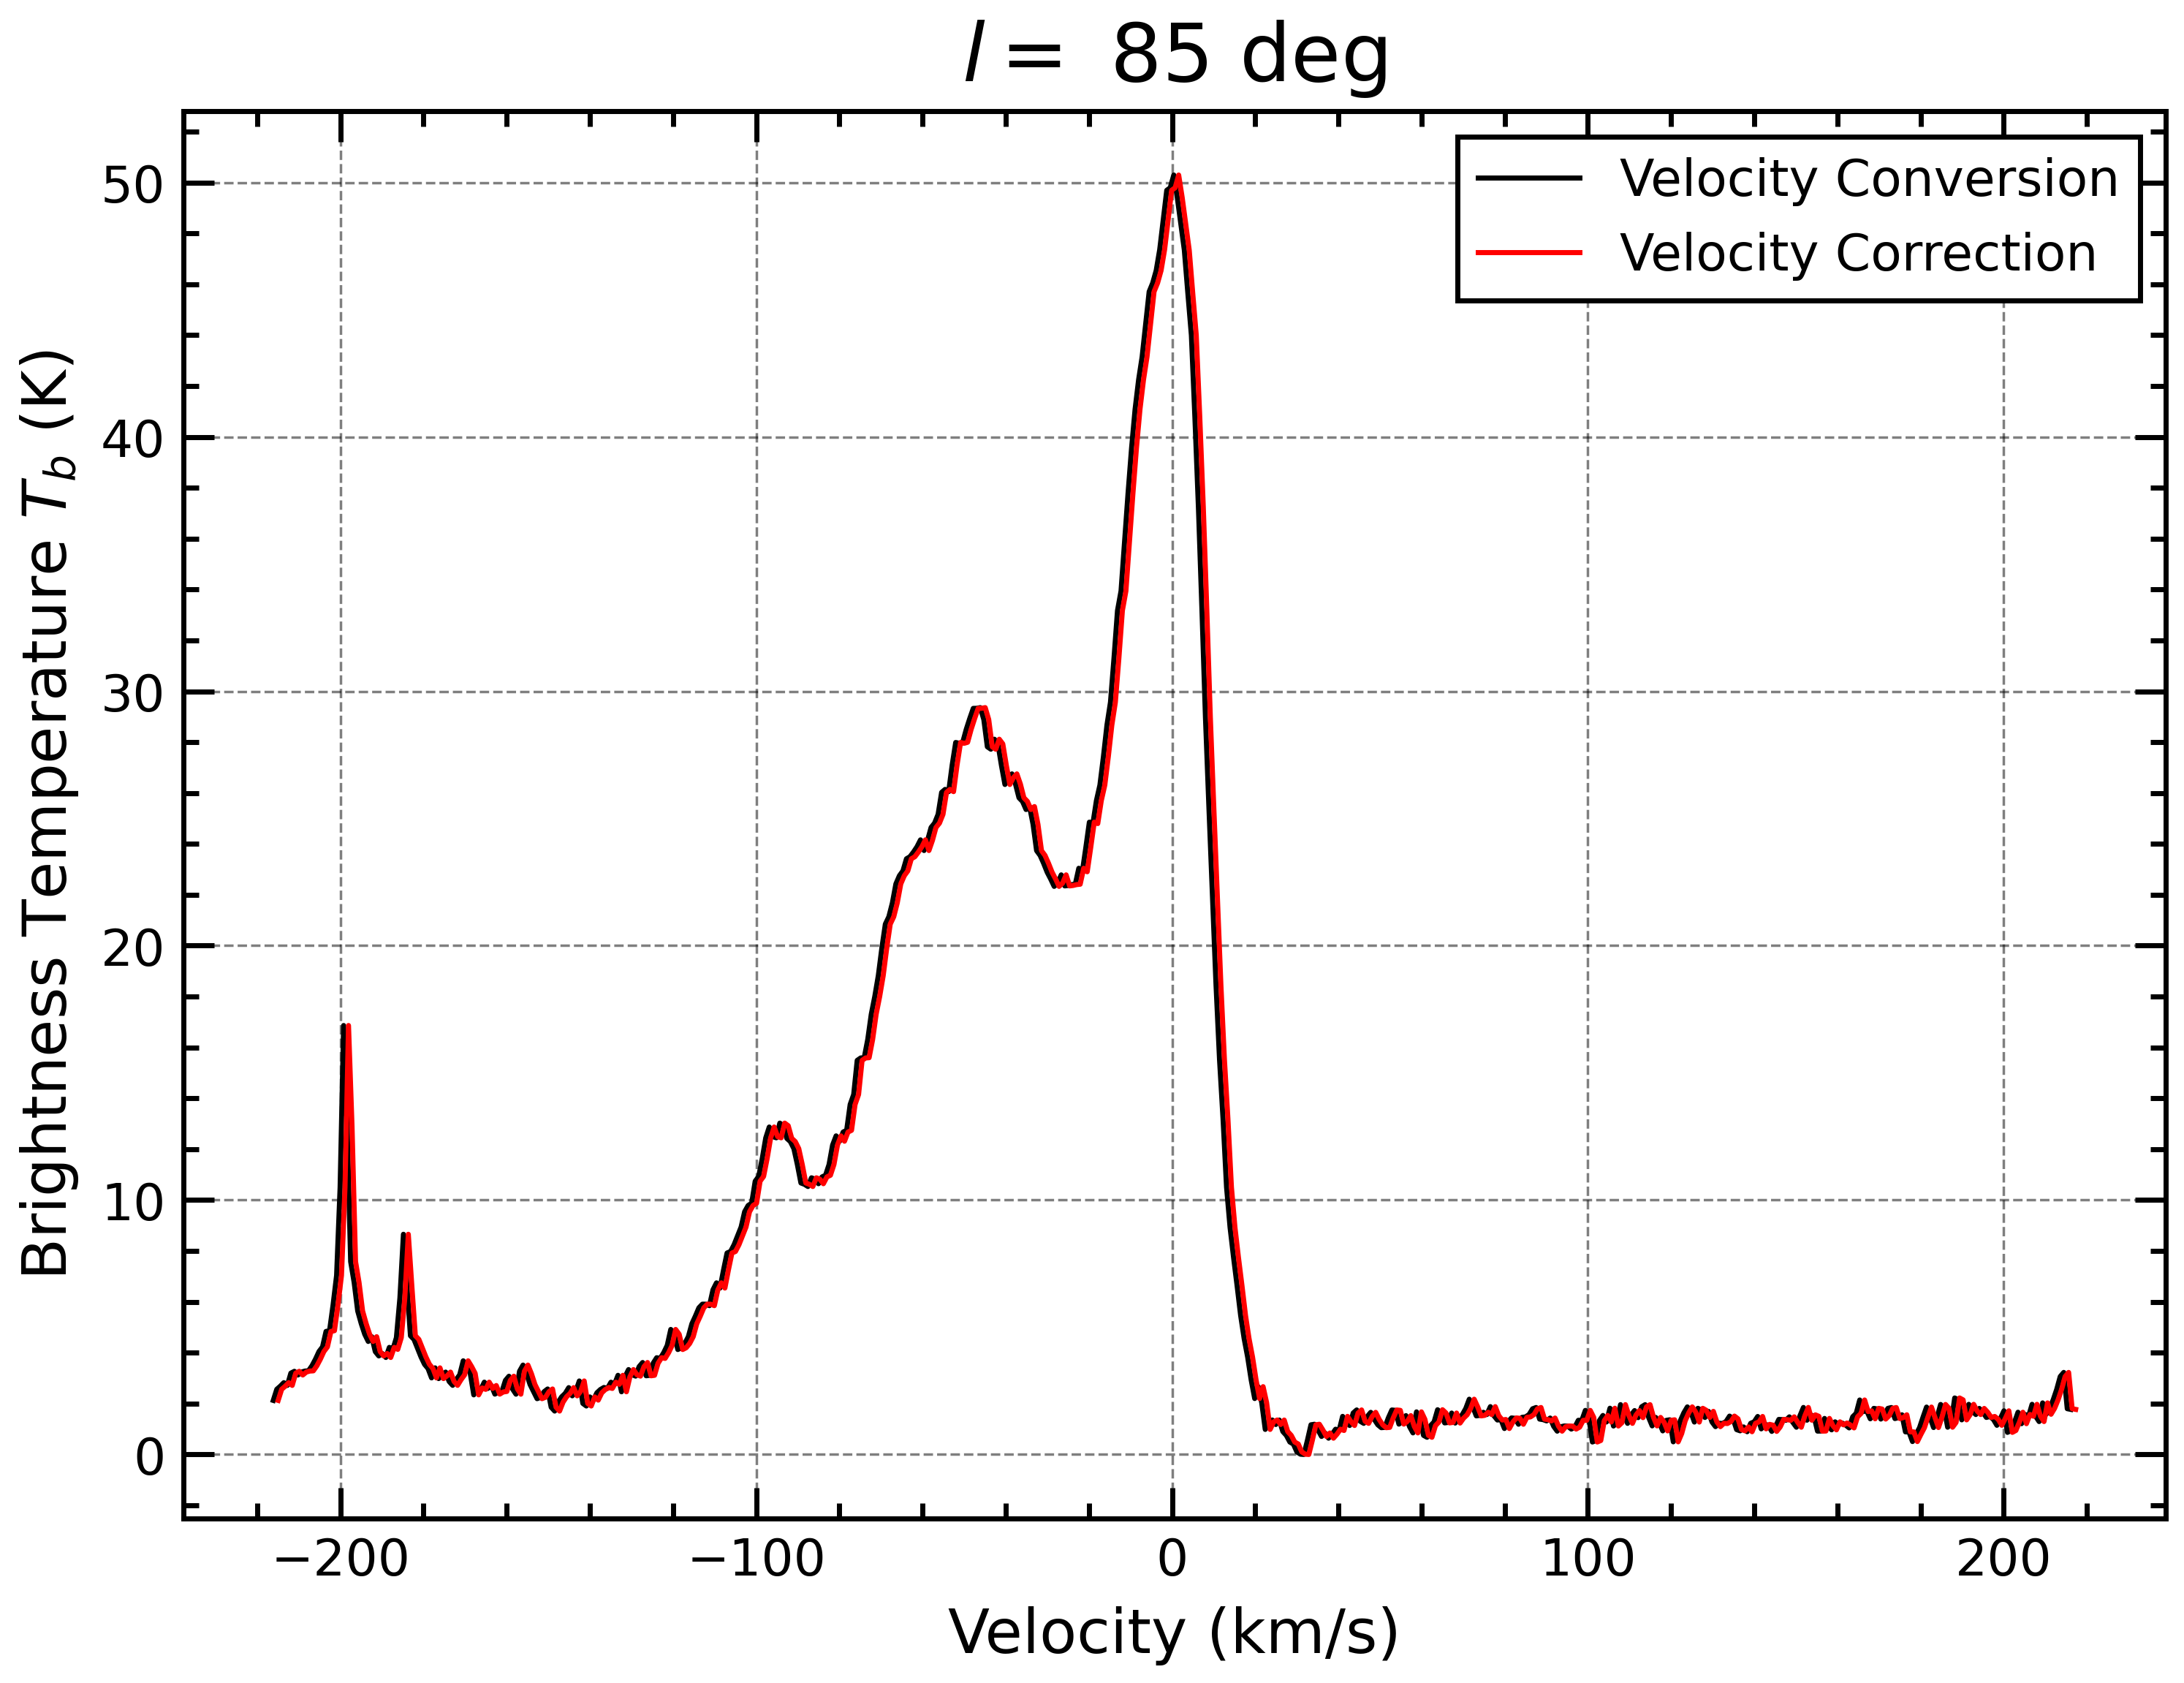 l = 85 deg
Velocity Conversion
Velocity Correction
Brightness Temperature T_b (K)
50
40
30
20
10
0
−200 −100 0 100 200
Velocity (km/s)